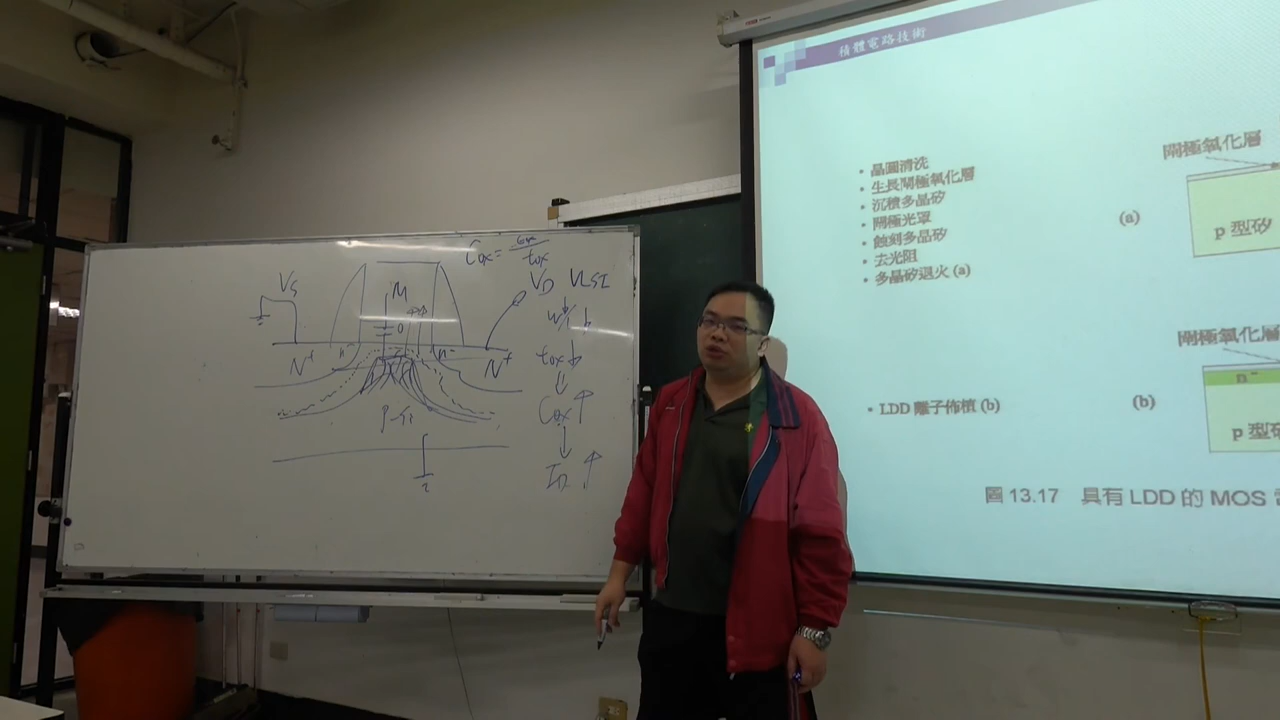 Cox = εox/tox
VS
VD VLSI
M
W/L ↓
O
tox ↓
N+ n- n- N+
Cox ↑
P-Si
ID ↑
積體電路技術
• 晶圓清洗
• 生長閘極氧化層
• 沉積多晶矽
• 閘極光罩
• 蝕刻多晶矽
• 去光阻
• 多晶矽退火 (a)
閘極氧化層
(a)
p 型矽
• LDD 離子佈植 (b)
閘極氧化層
(b)
n-
p 型矽
圖 13.17 具有 LDD 的 MOS